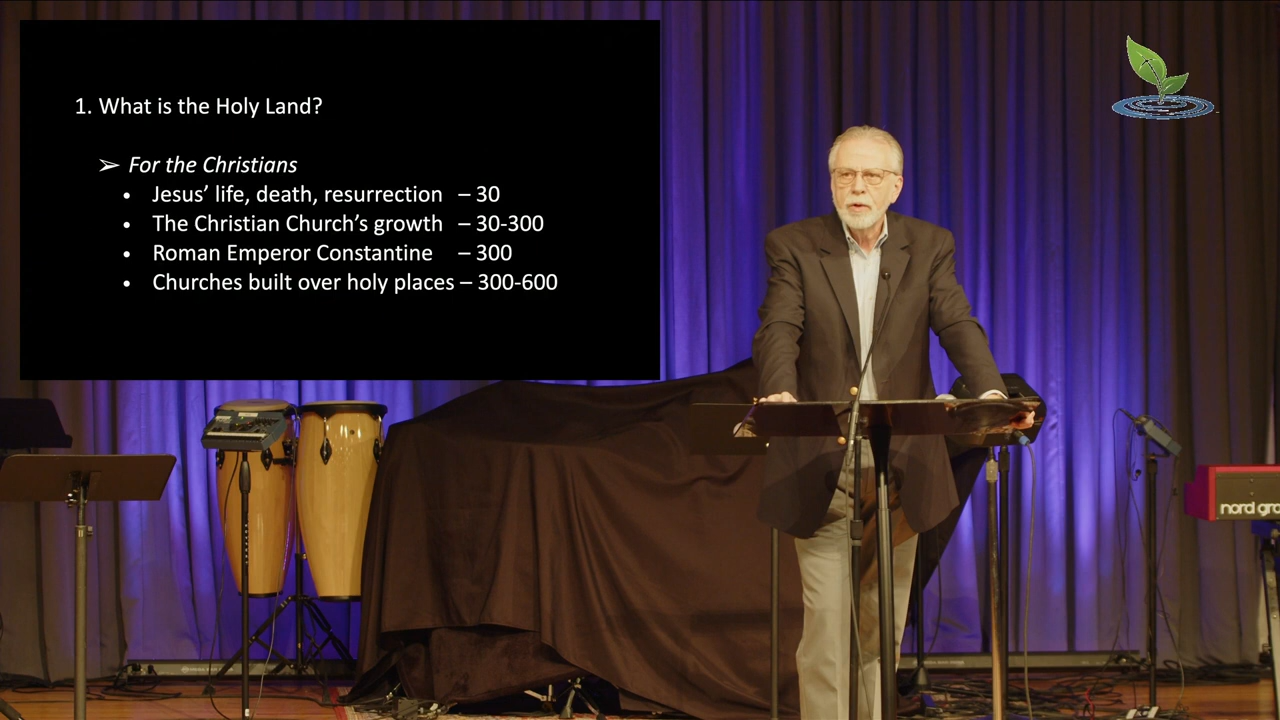 1. What is the Holy Land?
➢ For the Christians
• Jesus’ life, death, resurrection – 30
• The Christian Church’s growth – 30-300
• Roman Emperor Constantine – 300
• Churches built over holy places – 300-600
nord gra